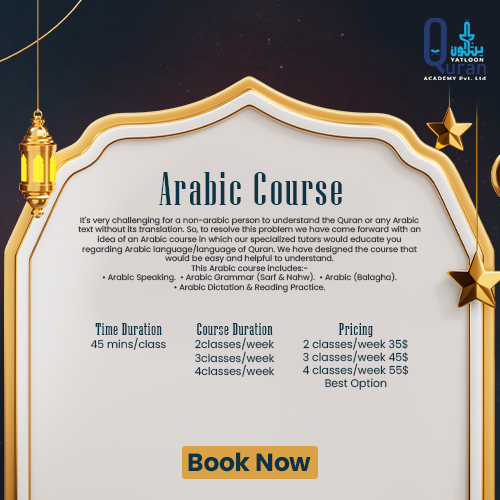 يتلون
YATLOON
Quran
ACADEMY Pvt. Ltd
Arabic Course
It's very challenging for a non-arabic person to understand the Quran or any Arabic
text without its translation. So, to resolve this problem we have come forward with an
idea of an Arabic course in which our specialized tutors would educate you
regarding Arabic language/language of Quran. We have designed the course that
would be easy and helpful to understand.
This Arabic course includes:-
• Arabic Speaking. • Arabic Grammar (Sarf & Nahw). • Arabic (Balagha).
• Arabic Dictation & Reading Practice.
Time Duration Course Duration Pricing
45 mins/class 2classes/week 2 classes/week 35$
3classes/week 3 classes/week 45$
4classes/week 4 classes/week 55$
Best Option
Book Now